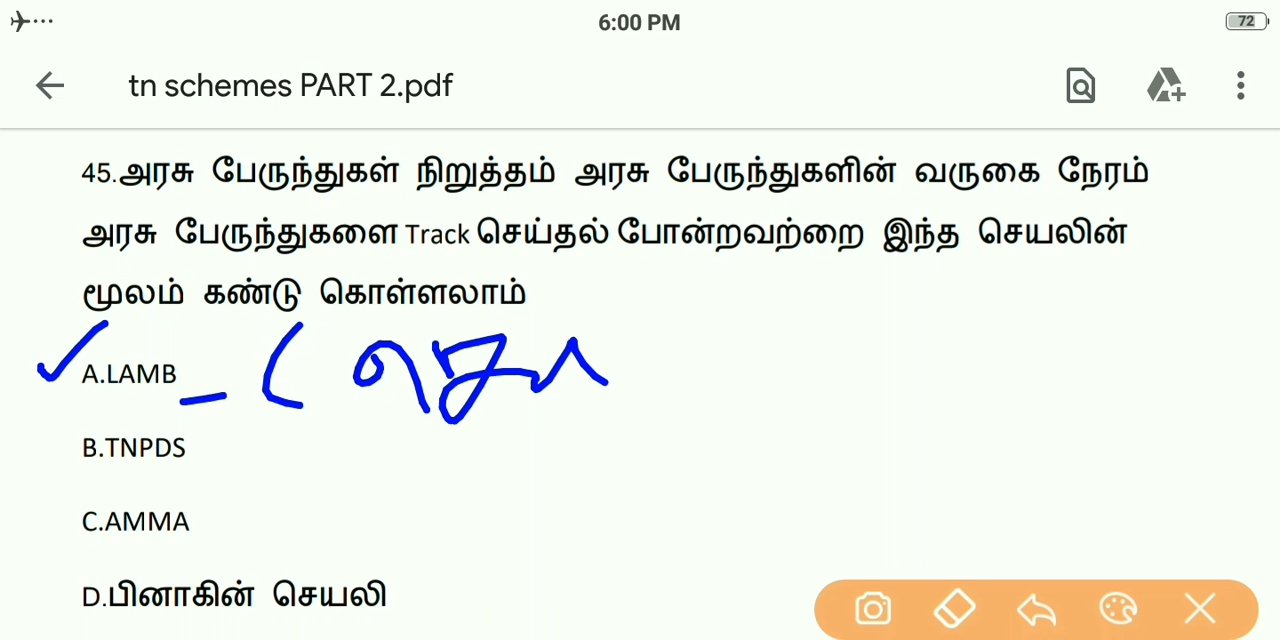 6:00 PM
72
tn schemes PART 2.pdf
45.அரசு பேருந்துகள் நிறுத்தம் அரசு பேருந்துகளின் வருகை நேரம்
அரசு பேருந்துகளை Track செய்தல் போன்றவற்றை இந்த செயலின்
மூலம் கண்டு கொள்ளலாம்
A.LAMB
B.TNPDS
C.AMMA
D.பினாகின் செயலி